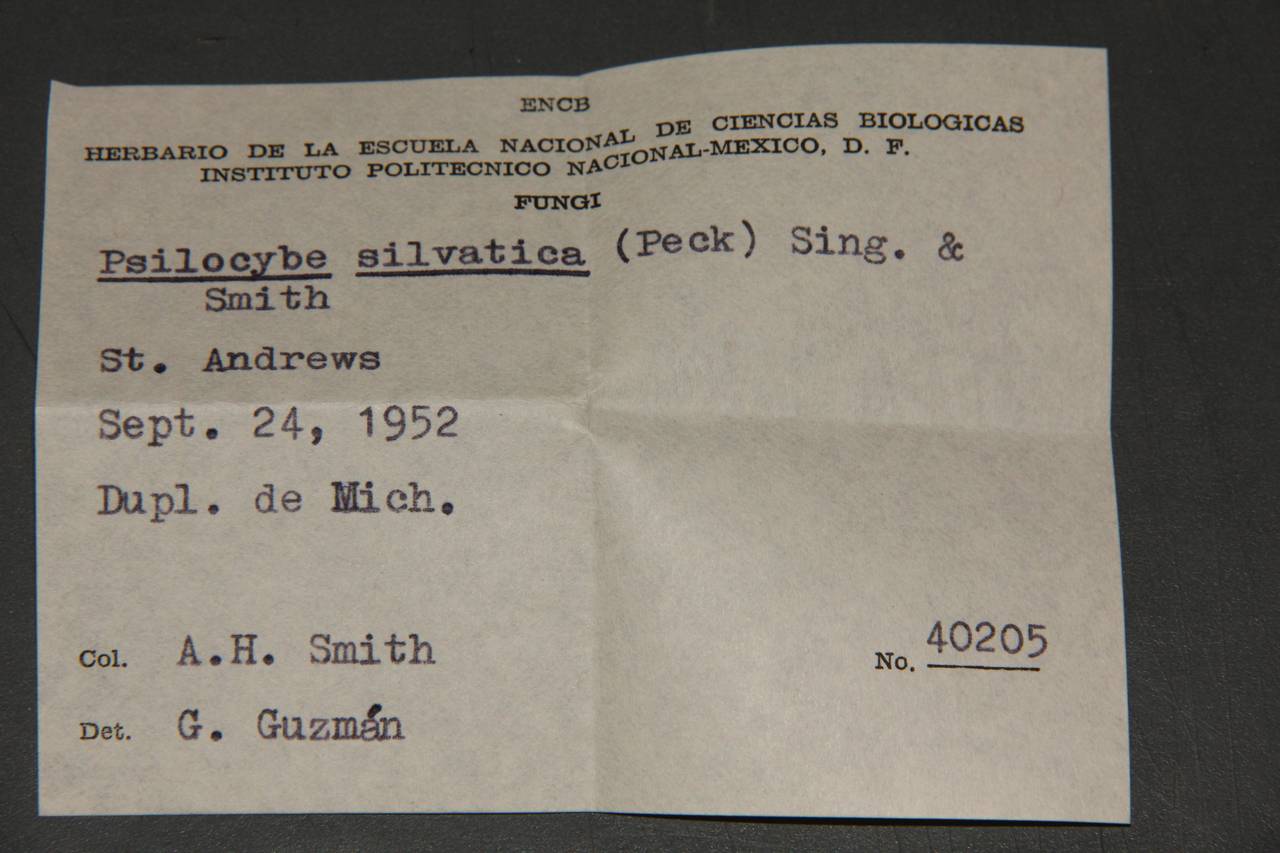 ENCB
HERBARIO DE LA ESCUELA NACIONAL DE CIENCIAS BIOLOGICAS
INSTITUTO POLITECNICO NACIONAL-MEXICO, D. F.
FUNGI
Psilocybe silvatica (Peck) Sing. &
Smith
St. Andrews
Sept. 24, 1952
Dupl. de Mich.
Col. A.H. Smith No. 40205
Det. G. Guzmán